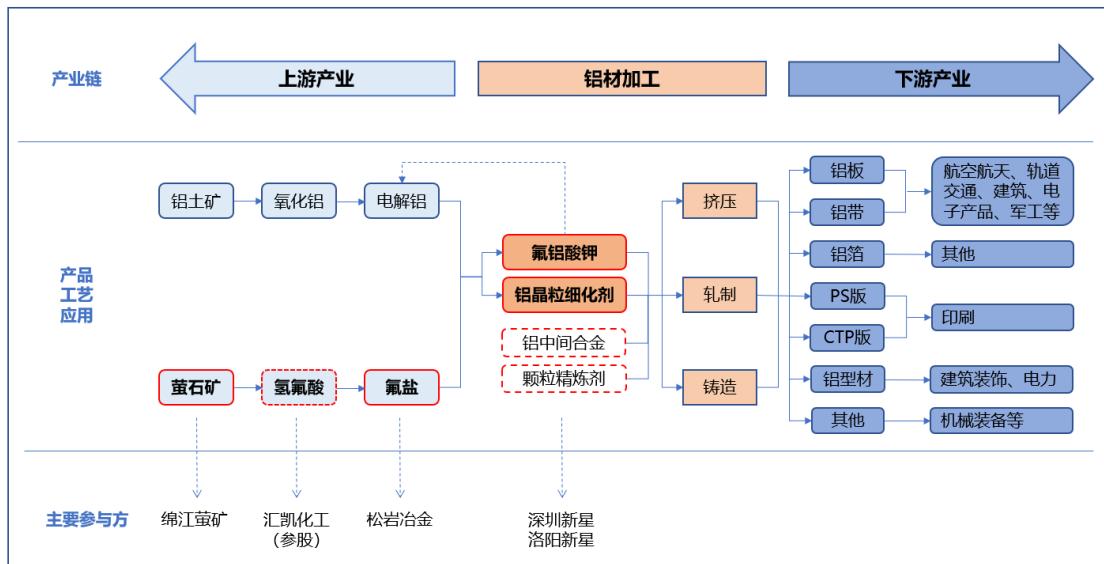 产业链
上游产业
铝材加工
下游产业
产品
工艺
应用
铝土矿
氧化铝
电解铝
萤石矿
氢氟酸
氟盐
氟铝酸钾
铝晶粒细化剂
铝中间合金
颗粒精炼剂
挤压
轧制
铸造
铝板
铝带
铝箔
PS版
CTP版
铝型材
其他
航空航天、轨道
交通、建筑、电
子产品、军工等
其他
印刷
建筑装饰、电力
机械装备等
主要参与方
绵江萤矿
汇凯化工
（参股）
松岩冶金
深圳新星
洛阳新星